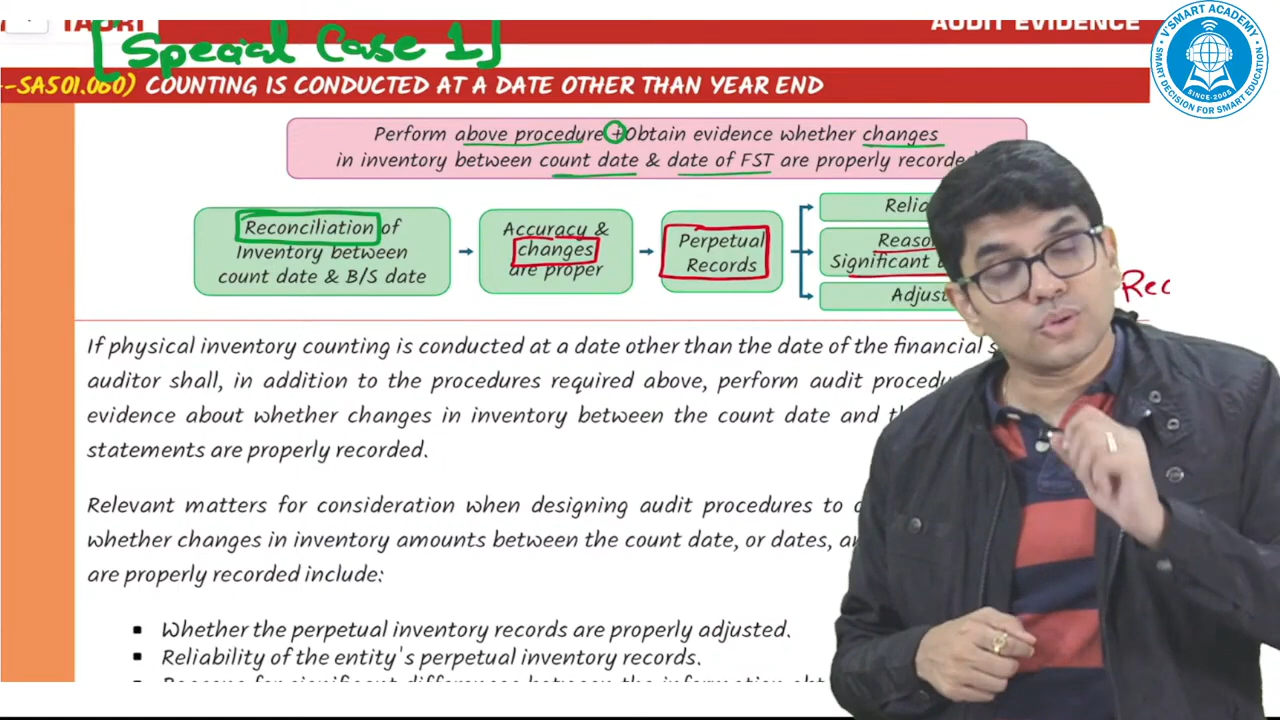 [Special Case 1]
TAURI
AUDIT EVIDENCE
V'SMART ACADEMY
SMART DECISION FOR SMART EDUCATION
SINCE-2005
SA501.060) COUNTING IS CONDUCTED AT A DATE OTHER THAN YEAR END
Perform above procedure + Obtain evidence whether changes
in inventory between count date & date of FST are properly recorded
Reconciliation of
Inventory between
count date & B/S date
Accuracy &
changes
are proper
Perpetual
Records
Significant
Rec
If physical inventory counting is conducted at a date other than the date of the financial
auditor shall, in addition to the procedures required above, perform audit
evidence about whether changes in inventory between the count date and
statements are properly recorded.
Relevant matters for consideration when designing audit procedures to
whether changes in inventory amounts between the count date, or dates,
are properly recorded include:
▪ Whether the perpetual inventory records are properly adjusted.
▪ Reliability of the entity's perpetual inventory records.